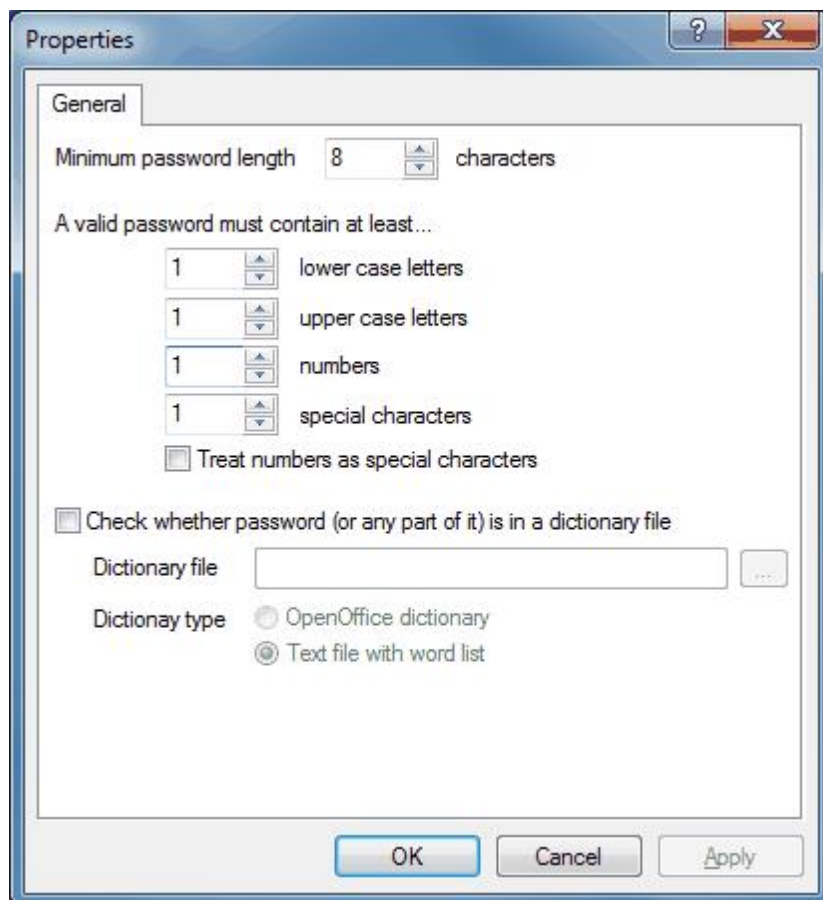 Properties
General
Minimum password length 8 characters
A valid password must contain at least...
1 lower case letters
1 upper case letters
1 numbers
1 special characters
Treat numbers as special characters
Check whether password (or any part of it) is in a dictionary file
Dictionary file ...
Dictionay type OpenOffice dictionary
Text file with word list
OK Cancel Apply